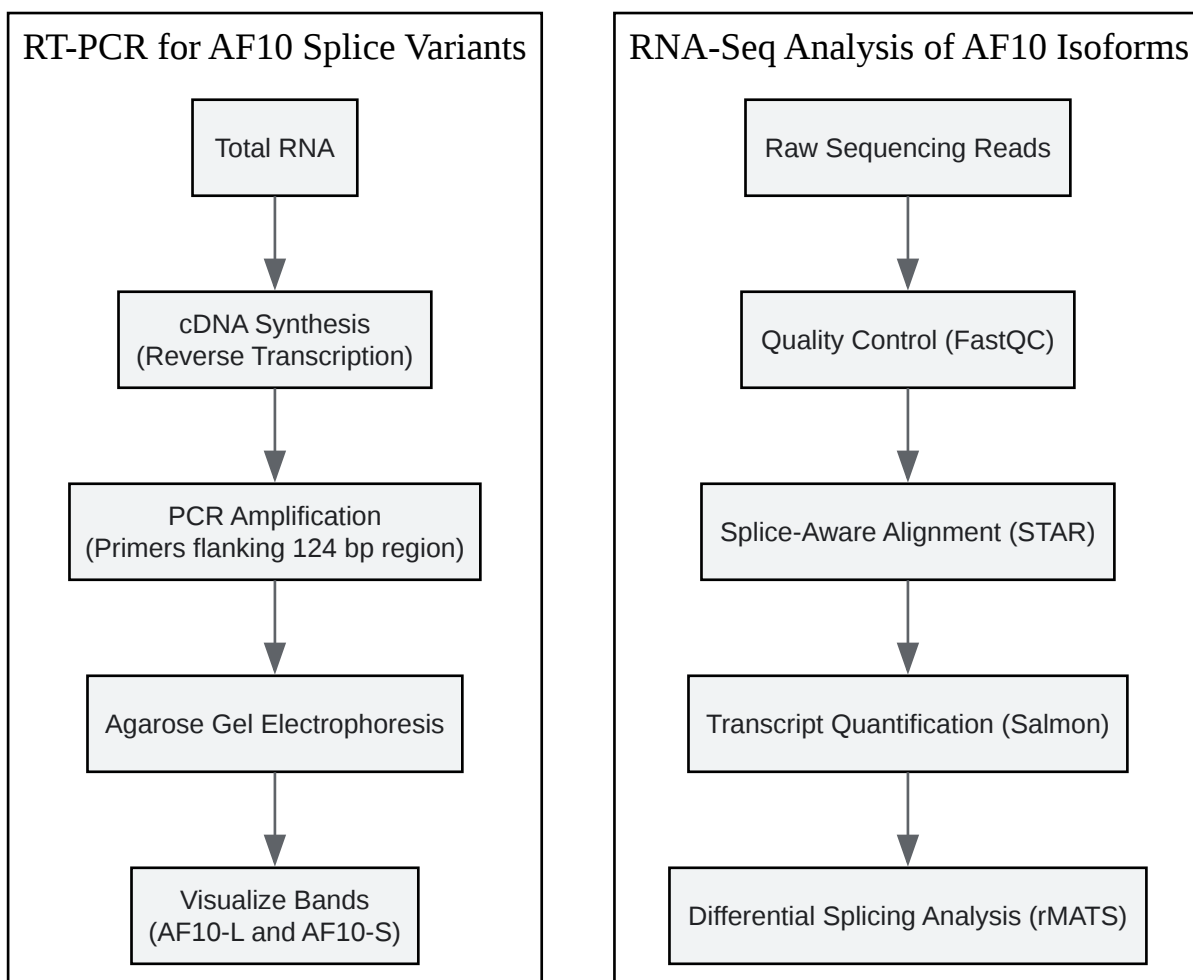 RT-PCR for AF10 Splice Variants
Total RNA
cDNA Synthesis
(Reverse Transcription)
PCR Amplification
(Primers flanking 124 bp region)
Agarose Gel Electrophoresis
Visualize Bands
(AF10-L and AF10-S)
RNA-Seq Analysis of AF10 Isoforms
Raw Sequencing Reads
Quality Control (FastQC)
Splice-Aware Alignment (STAR)
Transcript Quantification (Salmon)
Differential Splicing Analysis (rMATS)